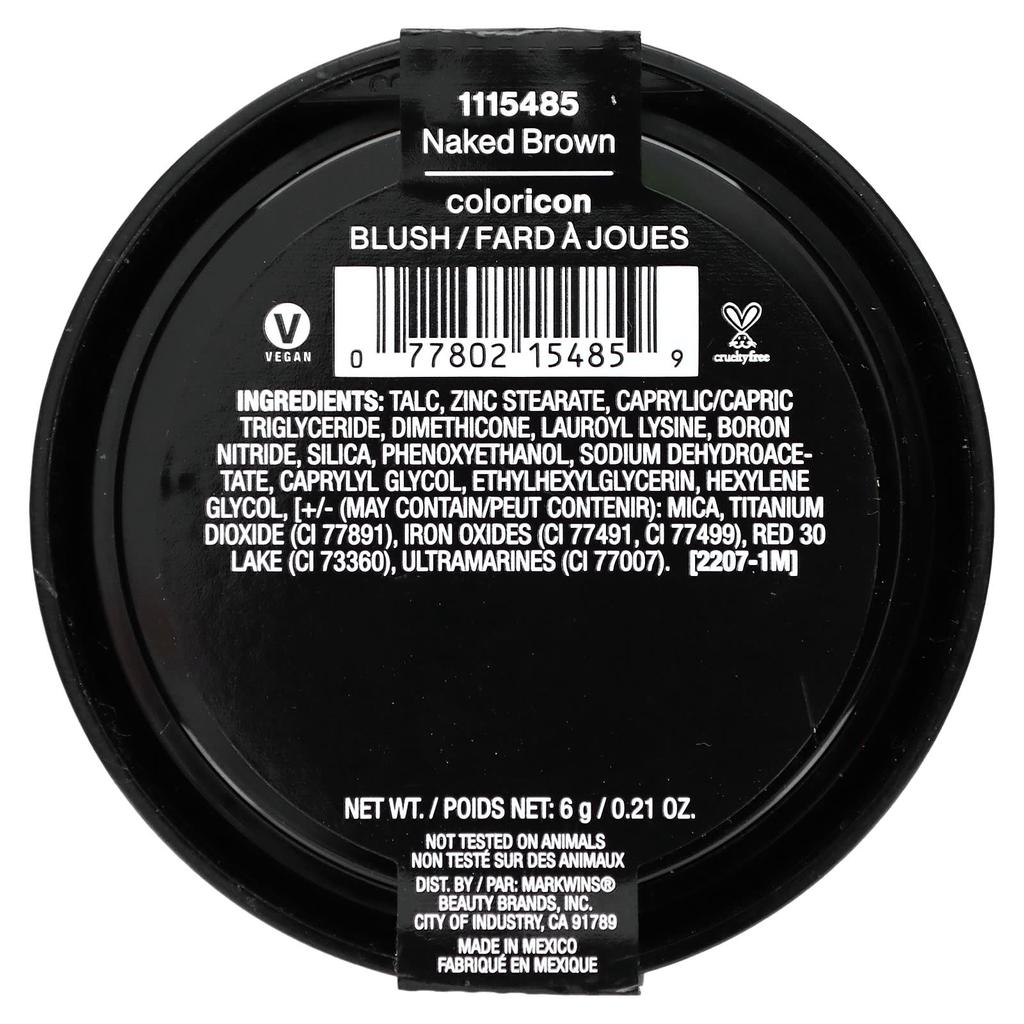 1115485
Naked Brown
coloricon
BLUSH / FARD À JOUES
V
VEGAN
0 77802 15485 9
crueltyfree
INGREDIENTS: TALC, ZINC STEARATE, CAPRYLIC/CAPRIC
TRIGLYCERIDE, DIMETHICONE, LAUROYL LYSINE, BORON
NITRIDE, SILICA, PHENOXYETHANOL, SODIUM DEHYDROACE-
TATE, CAPRYLYL GLYCOL, ETHYLHEXYLGLYCERIN, HEXYLENE
GLYCOL, [+/- (MAY CONTAIN/PEUT CONTENIR): MICA, TITANIUM
DIOXIDE (CI 77891), IRON OXIDES (CI 77491, CI 77499), RED 30
LAKE (CI 73360), ULTRAMARINES (CI 77007). [2207-1M]
NET WT. / POIDS NET: 6 g / 0.21 OZ.
NOT TESTED ON ANIMALS
NON TESTÉ SUR DES ANIMAUX
DIST. BY / PAR: MARKWINS®
BEAUTY BRANDS, INC.
CITY OF INDUSTRY, CA 91789
MADE IN MEXICO
FABRIQUÉ EN MEXIQUE